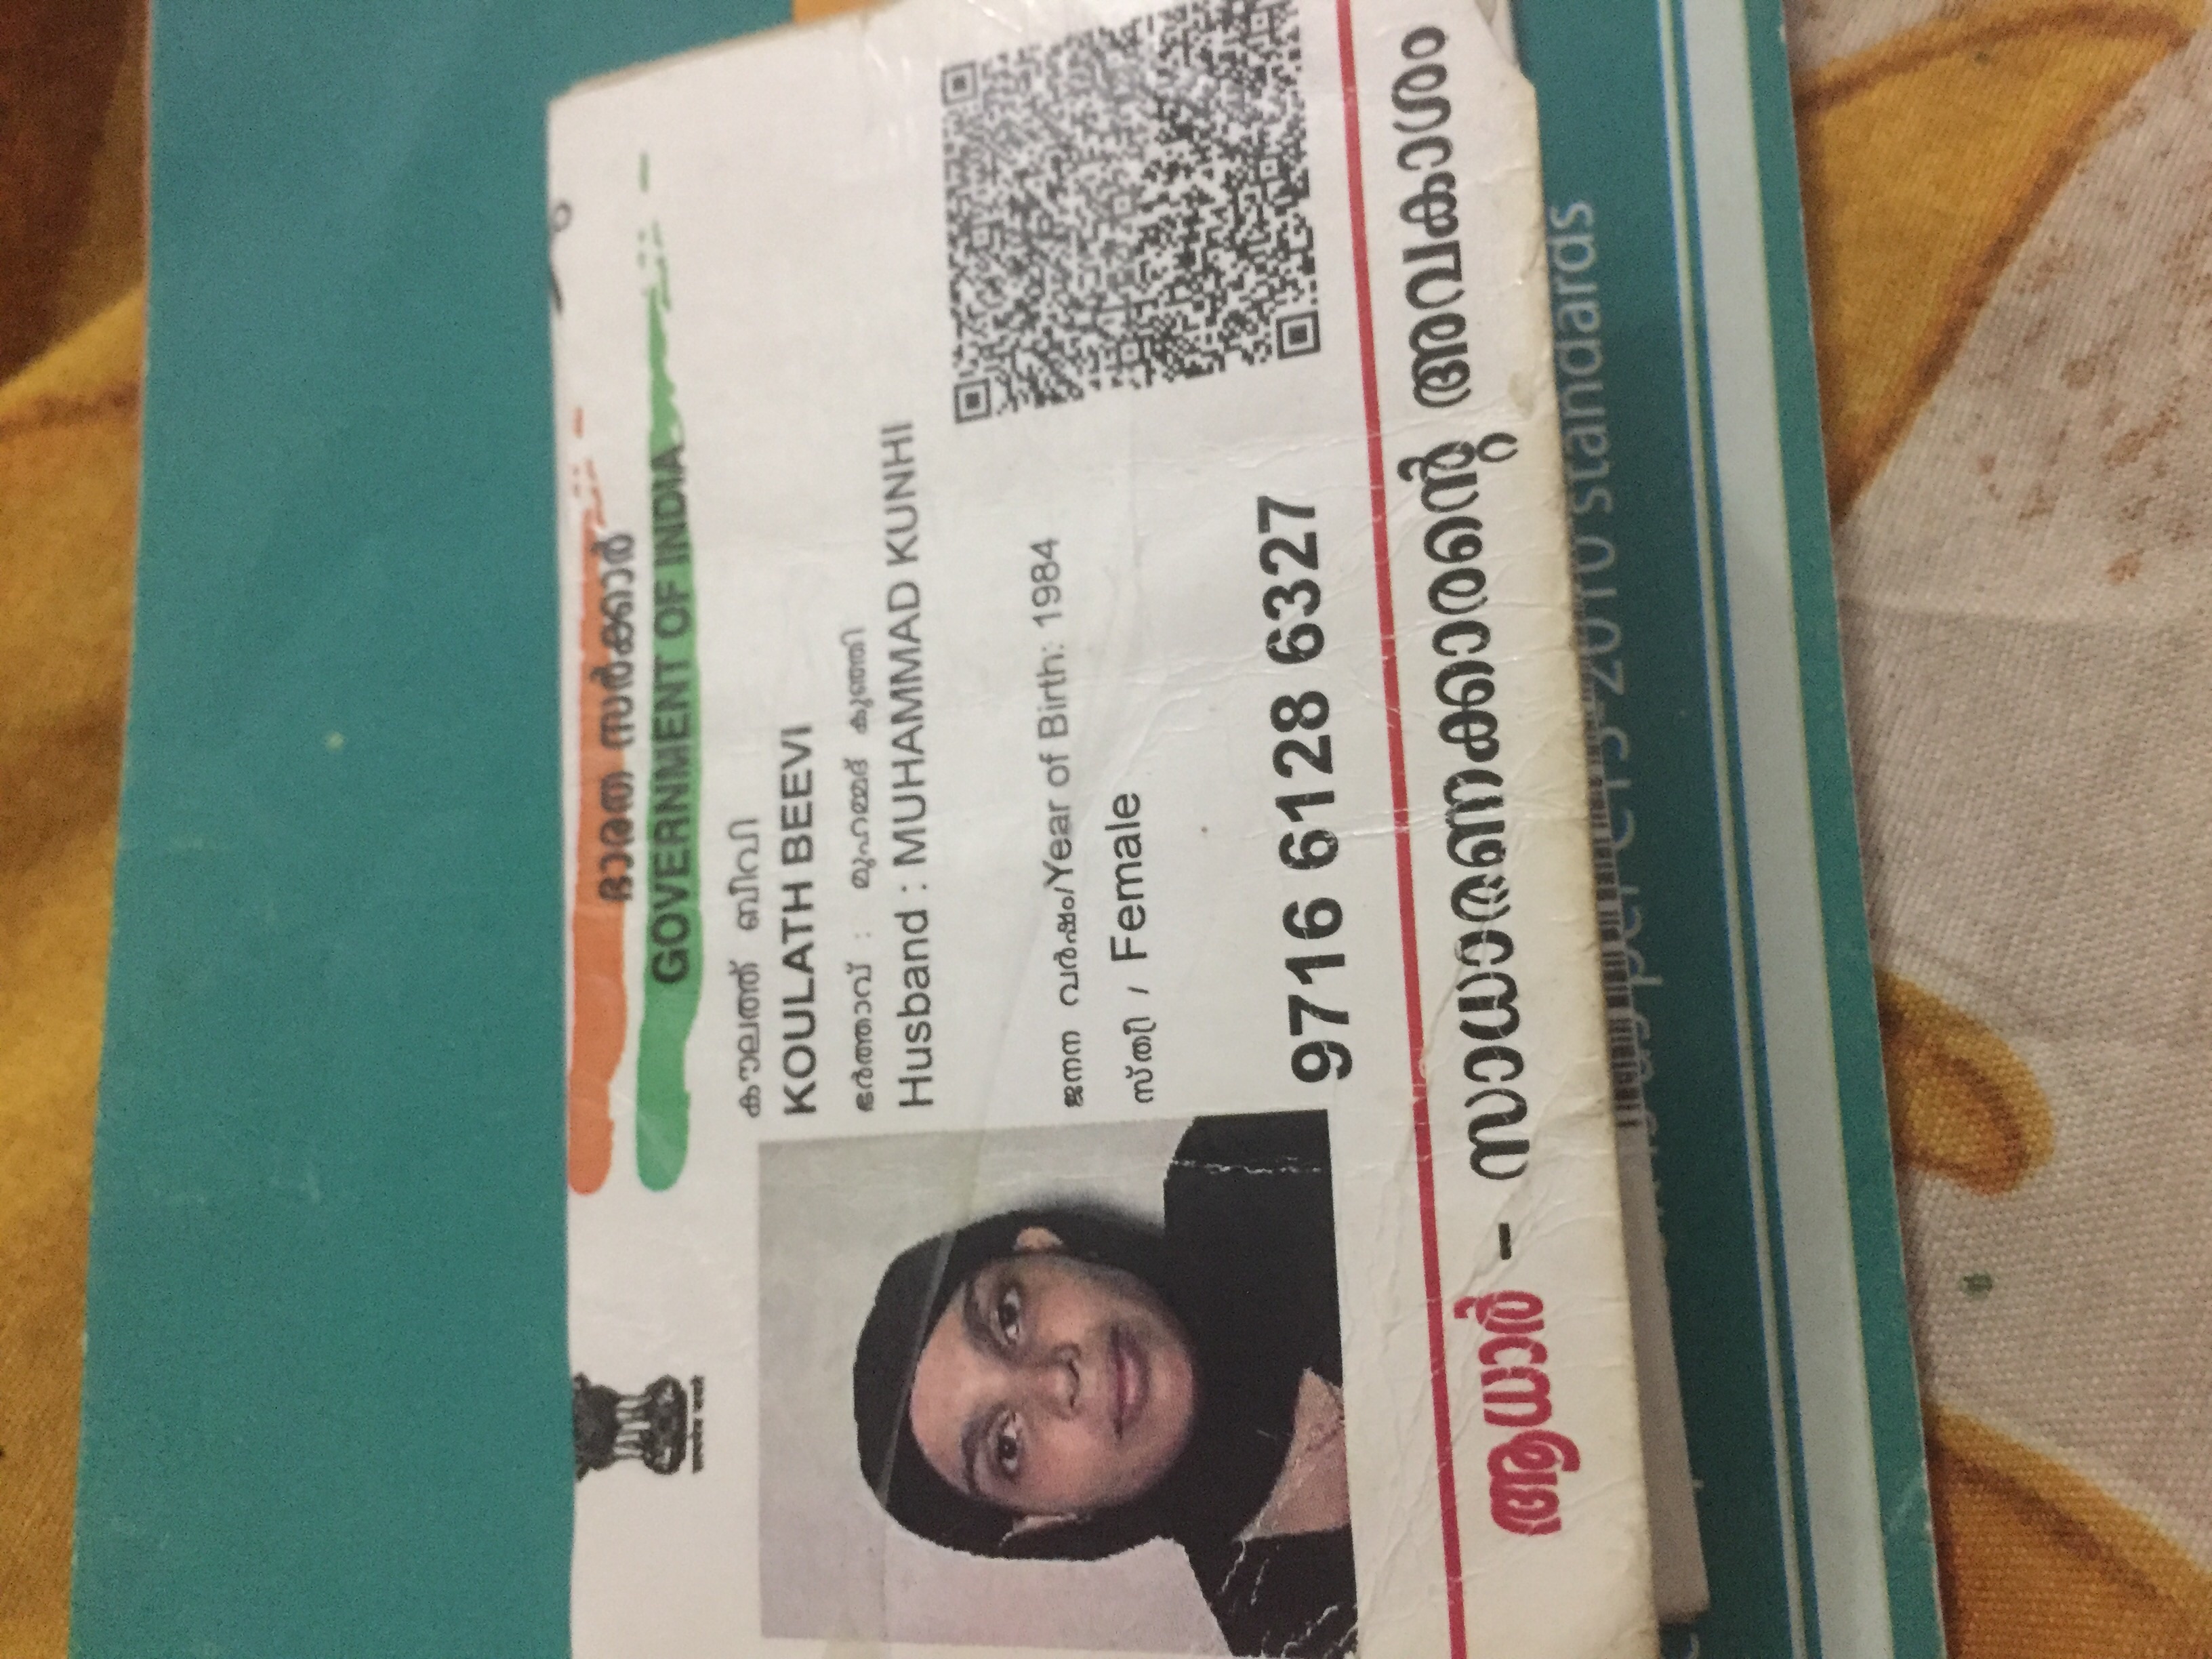 ഭാരത സർക്കാർ
GOVERNMENT OF INDIA
सत्यमेव जयते
കൗലത്ത് ബീവി
KOULATH BEEVI
ഭർത്താവ് : മുഹമ്മദ് കുഞ്ഞി
Husband : MUHAMMAD KUNHI
ജനന വർഷം/Year of Birth: 1984
സ്ത്രീ / Female
9716 6128 6327
ആധാർ - സാധാരണക്കാരന്റെ അവകാശം
as per CTS-2010 standards